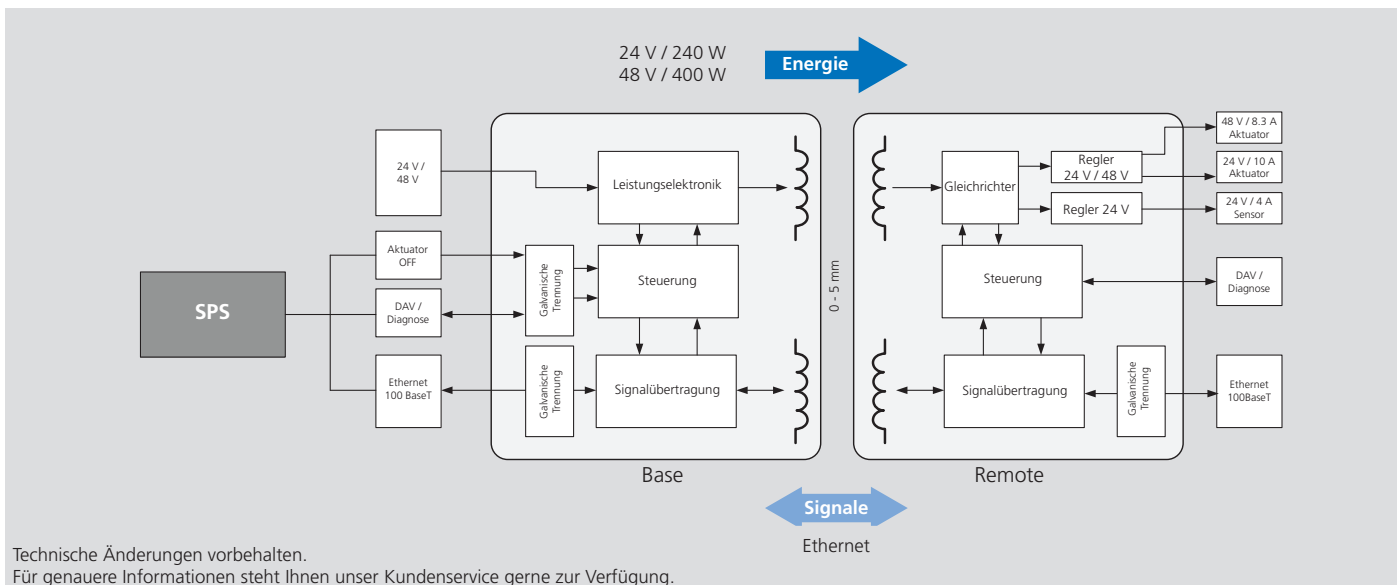 24 V / 240 W
48 V / 400 W
Energie
24 V /
48 V
Aktuator
OFF
DAV /
Diagnose
Ethernet
100 BaseT
SPS
Galvanische
Trennung
Galvanische
Trennung
Leistungselektronik
Steuerung
Signalübertragung
Base
0 - 5 mm
Gleichrichter
Regler
24 V / 48 V
Regler 24 V
Steuerung
Signalübertragung
Galvanische
Trennung
Remote
48 V / 8.3 A
Aktuator
24 V / 10 A
Aktuator
24 V / 4 A
Sensor
DAV /
Diagnose
Ethernet
100BaseT
Signale
Ethernet
Technische Änderungen vorbehalten.
Für genauere Informationen steht Ihnen unser Kundenservice gerne zur Verfügung.